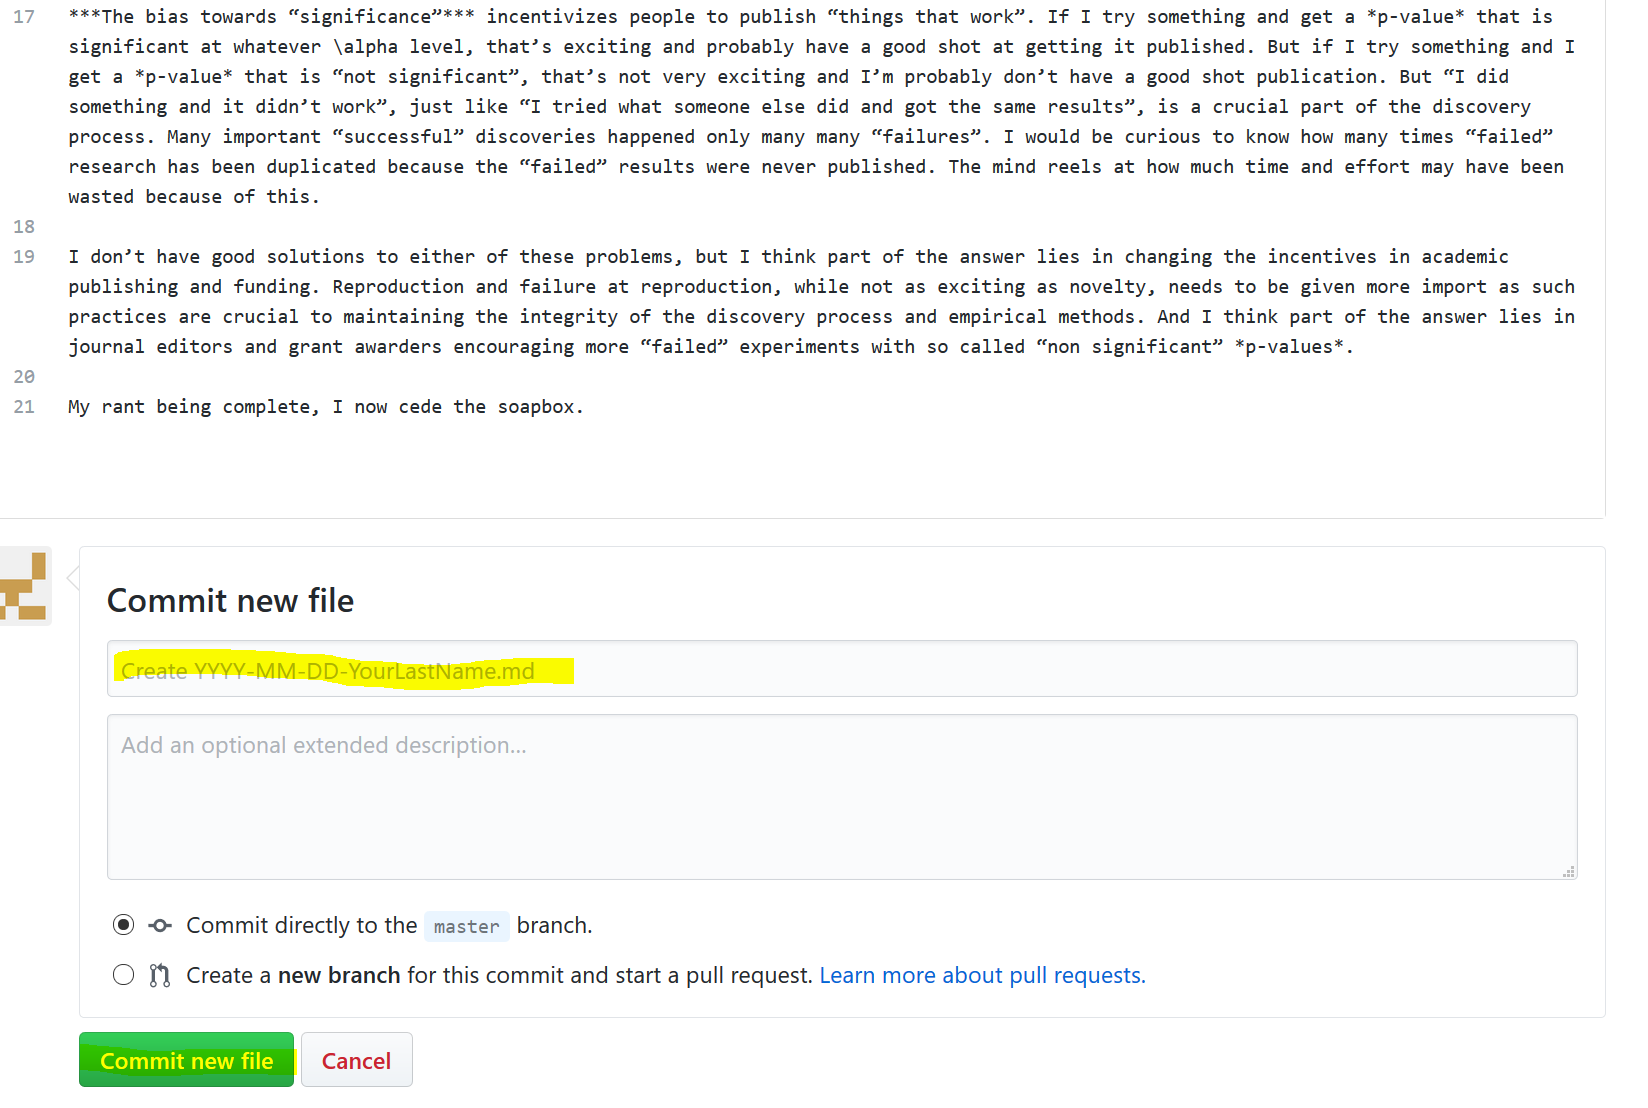 17 ***The bias towards “significance”*** incentivizes people to publish “things that work”. If I try something and get a *p-value* that is
significant at whatever \alpha level, that’s exciting and probably have a good shot at getting it published. But if I try something and I
get a *p-value* that is “not significant”, that’s not very exciting and I’m probably don’t have a good shot publication. But “I did
something and it didn’t work”, just like “I tried what someone else did and got the same results”, is a crucial part of the discovery
process. Many important “successful” discoveries happened only many many “failures”. I would be curious to know how many times “failed”
research has been duplicated because the “failed” results were never published. The mind reels at how much time and effort may have been
wasted because of this.
18
19 I don’t have good solutions to either of these problems, but I think part of the answer lies in changing the incentives in academic
publishing and funding. Reproduction and failure at reproduction, while not as exciting as novelty, needs to be given more import as such
practices are crucial to maintaining the integrity of the discovery process and empirical methods. And I think part of the answer lies in
journal editors and grant awarders encouraging more “failed” experiments with so called “non significant” *p-values*.
20
21 My rant being complete, I now cede the soapbox.
Commit new file
Create YYYY-MM-DD-YourLastName.md
Add an optional extended description...
Commit directly to the master branch.
Create a new branch for this commit and start a pull request. Learn more about pull requests.
Commit new file Cancel